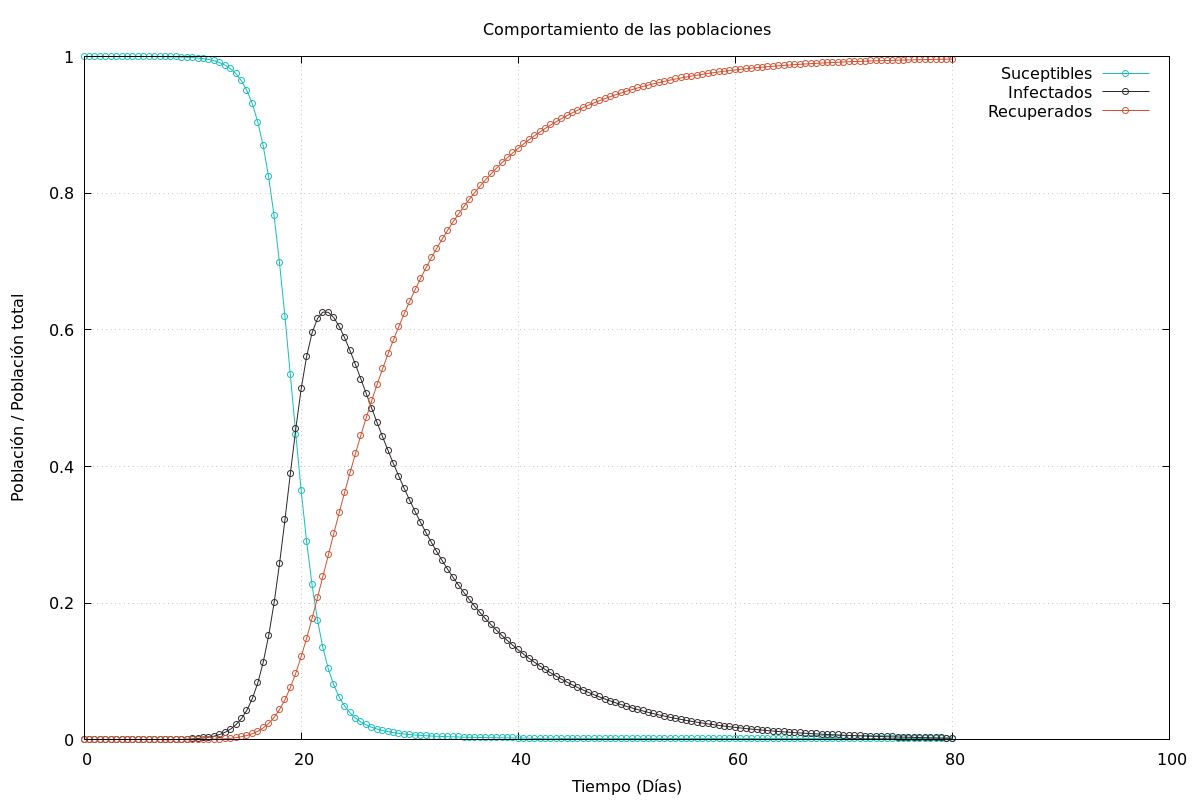 Comportamiento de las poblaciones
Suceptibles
Infectados
Recuperados
1
0.8
0.6
0.4
0.2
0
Población / Población total
0 20 40 60 80 100
Tiempo (Días)